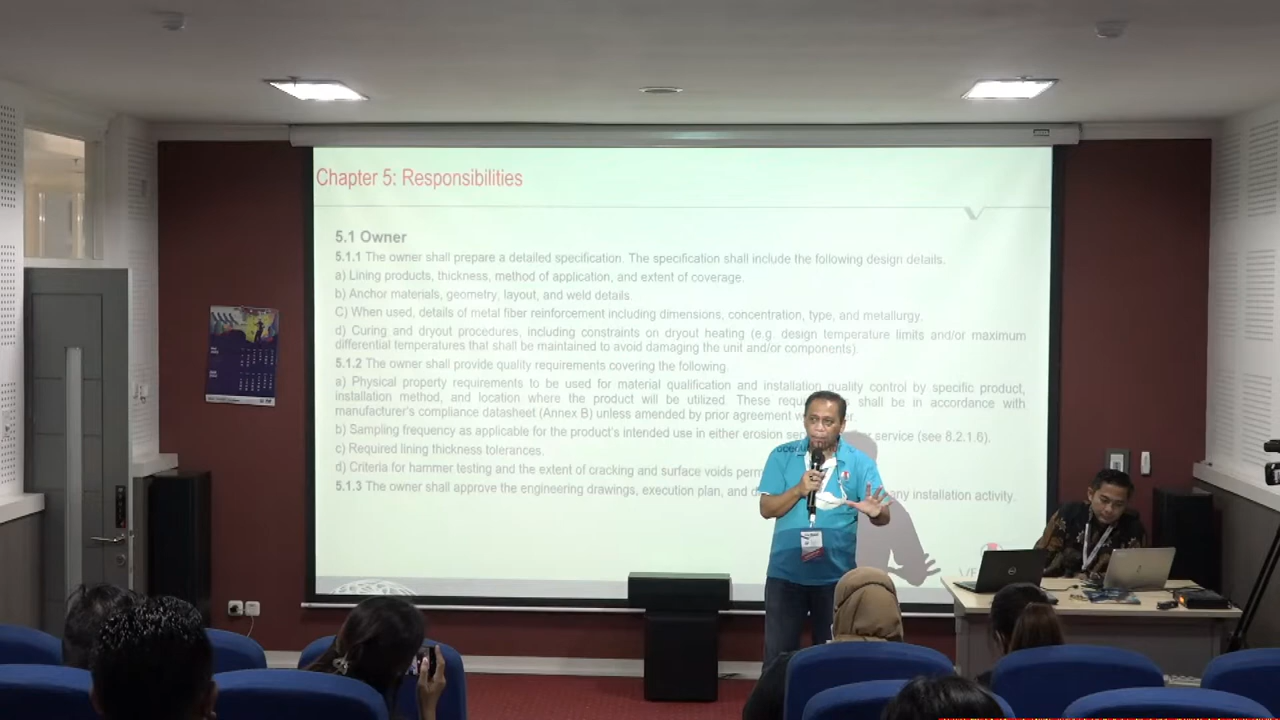 Chapter 5: Responsibilities
5.1 Owner
5.1.1 The owner shall prepare a detailed specification. The specification shall include the following design details.
a) Lining products, thickness, method of application, and extent of coverage.
b) Anchor materials, geometry, layout, and weld details.
C) When used, details of metal fiber reinforcement including dimensions, concentration, type, and metallurgy.
d) Curing and dryout procedures, including constraints on dryout heating (e.g. design temperature limits and/or maximum
differential temperatures that shall be maintained to avoid damaging the unit and/or components).
5.1.2 The owner shall provide quality requirements covering the following.
a) Physical property requirements to be used for material qualification and installation quality control by specific product,
installation method, and location where the product will be utilized. These shall be in accordance with
manufacturer's compliance datasheet (Annex B) unless amended by prior agreement
b) Sampling frequency as applicable for the product's intended use in either erosion service (see 8.2.1.6).
c) Required lining thickness tolerances.
d) Criteria for hammer testing and the extent of cracking and surface voids
5.1.3 The owner shall approve the engineering drawings, execution plan, and any installation activity.